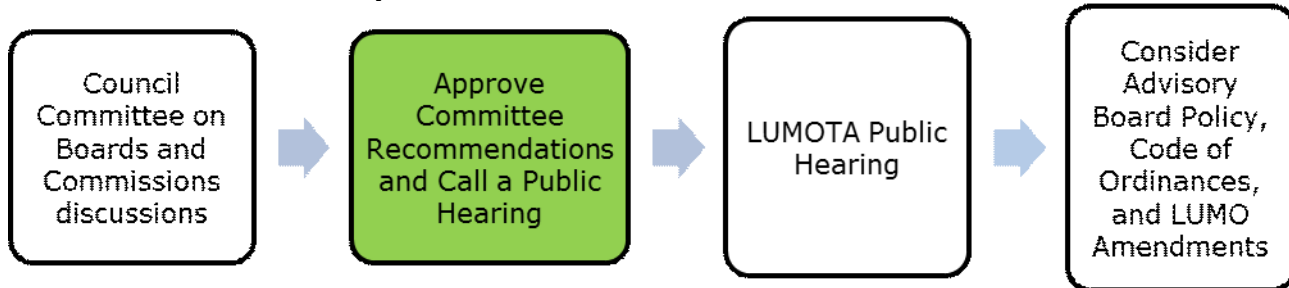 Council
Committee on
Boards and
Commissions
discussions
Approve
Committee
Recommendations
and Call a Public
Hearing
LUMOTA Public
Hearing
Consider
Advisory
Board Policy,
Code of
Ordinances,
and LUMO
Amendments